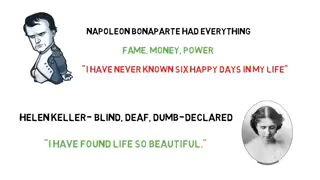 NAPOLEON BONAPARTE HAD EVERYTHING
FAME, MONEY, POWER
"I HAVE NEVER KNOWN SIX HAPPY DAYS IN MY LIFE"
HELEN KELLER- BLIND, DEAF, DUMB-DECLARED
"I HAVE FOUND LIFE SO BEAUTIFUL."